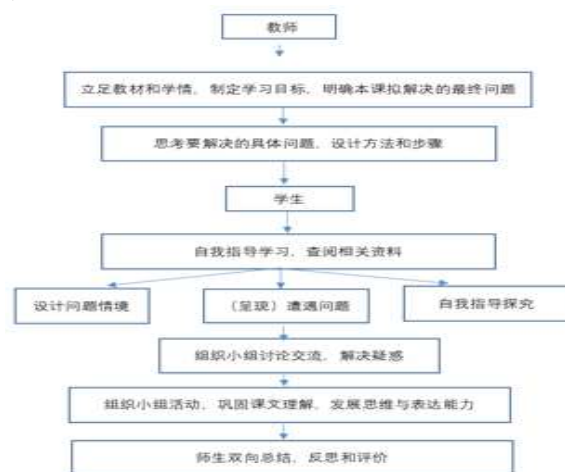 教师
立足教材和学情，制定学习目标，明确本课拟解决的最终问题
思考要解决的具体问题，设计方法和步骤
学生
自我指导学习，查阅相关资料
设计问题情境
（呈现）遭遇问题
自我指导探究
组织小组讨论交流，解决疑惑
组织小组活动，巩固课文理解，发展思维与表达能力
师生双向总结，反思和评价